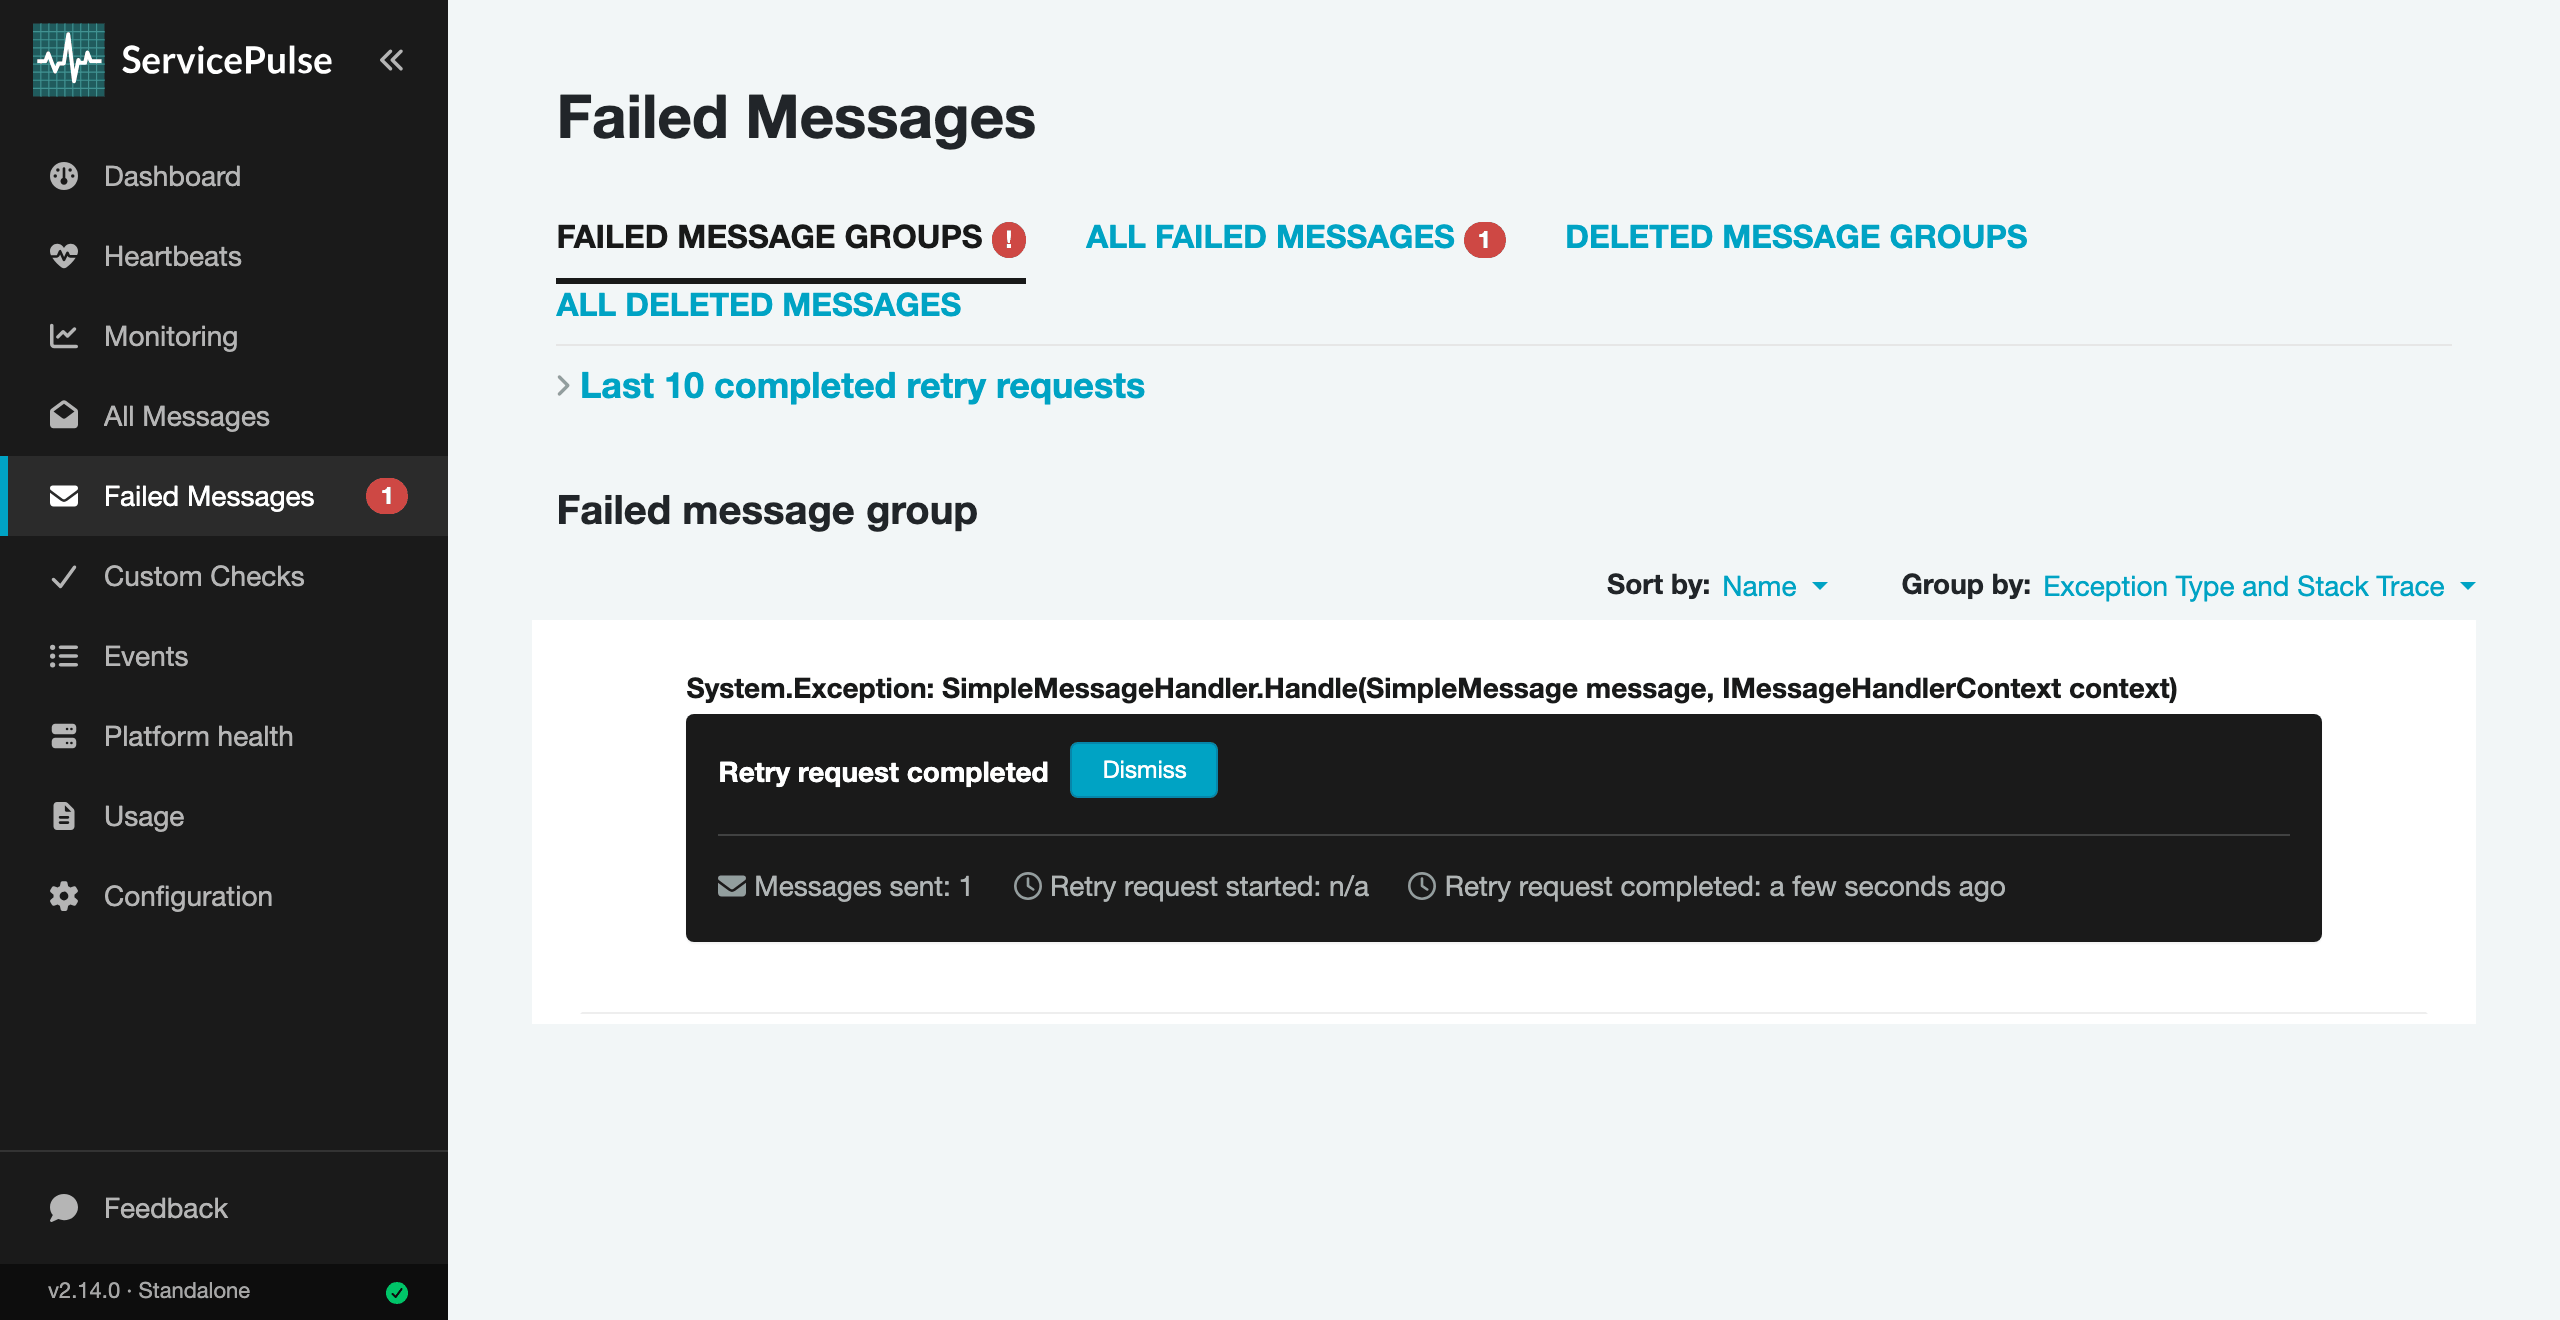 ServicePulse
Dashboard
Heartbeats
Monitoring
All Messages
Failed Messages 1
Custom Checks
Events
Platform health
Usage
Configuration
Feedback
v2.14.0 · Standalone
Failed Messages
FAILED MESSAGE GROUPS ! ALL FAILED MESSAGES 1 DELETED MESSAGE GROUPS
ALL DELETED MESSAGES
Last 10 completed retry requests
Failed message group
Sort by: Name Group by: Exception Type and Stack Trace
System.Exception: SimpleMessageHandler.Handle(SimpleMessage message, IMessageHandlerContext context)
Retry request completed Dismiss
Messages sent: 1 Retry request started: n/a Retry request completed: a few seconds ago